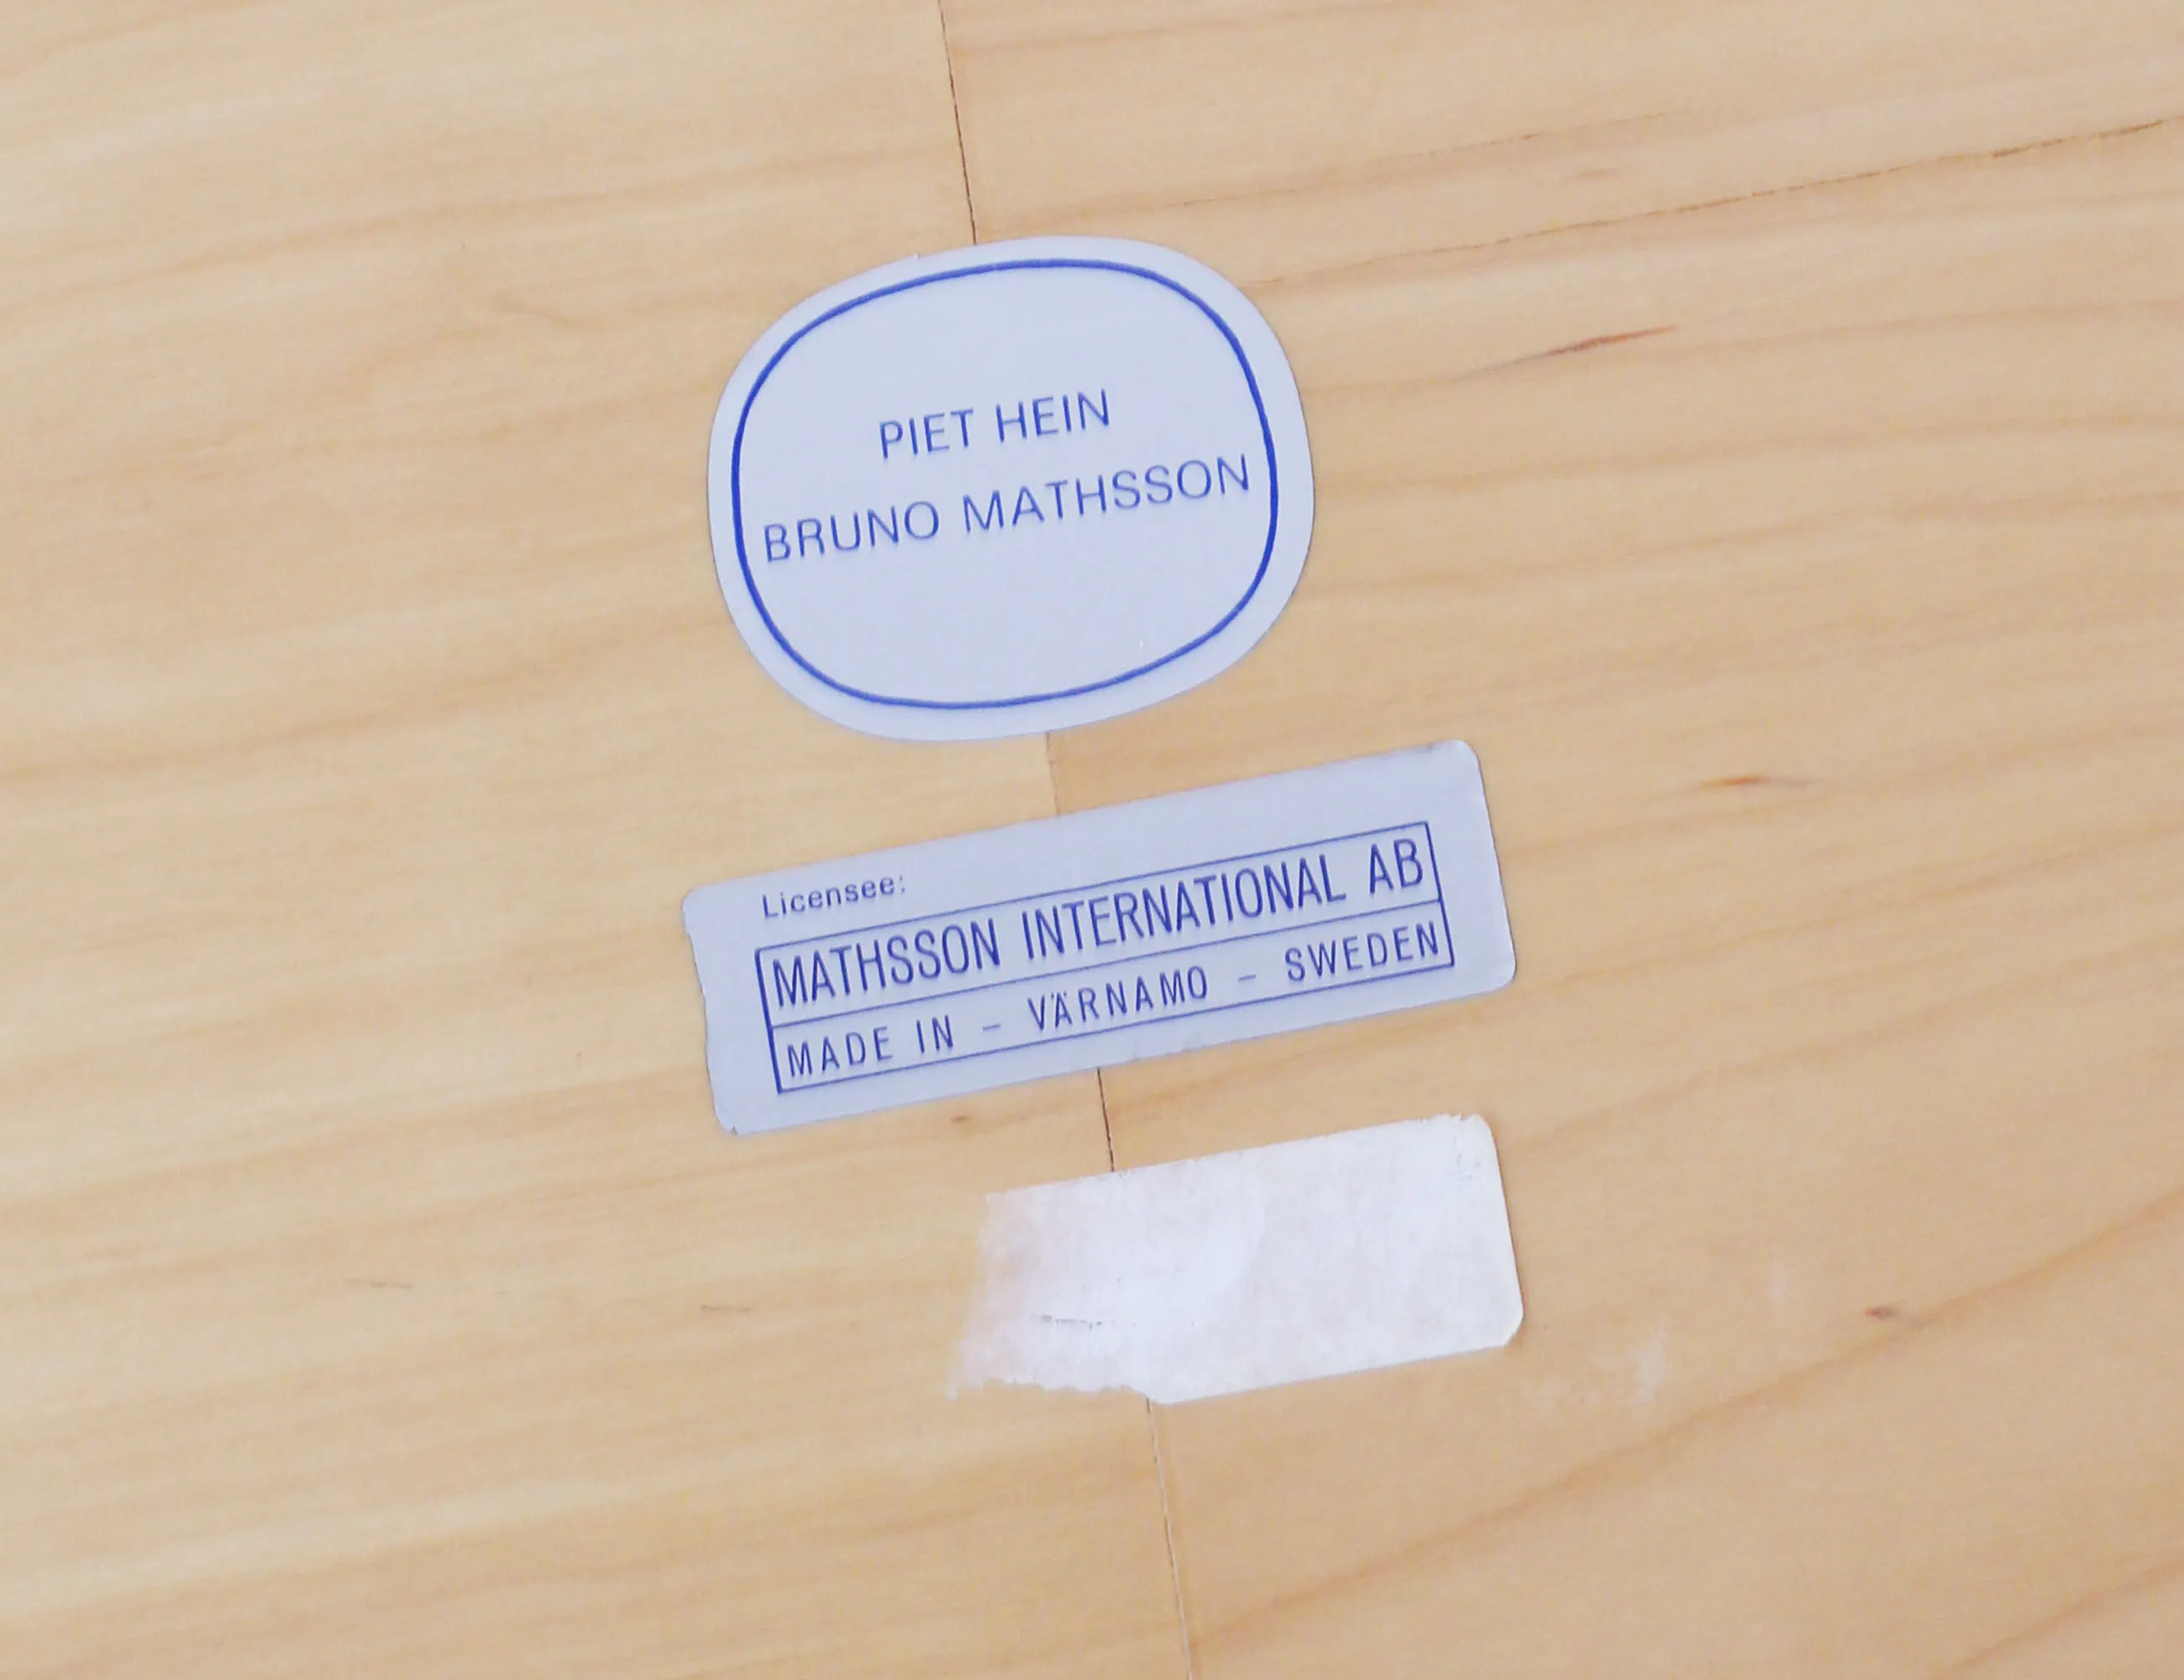 PIET HEIN
BRUNO MATHSSON
Licensee:
MATHSSON INTERNATIONAL AB
MADE IN – VÄRNAMO – SWEDEN